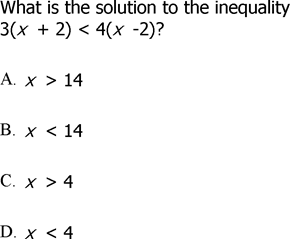 What is the solution to the inequality
3(x + 2) < 4(x -2)?
A. x > 14
B. x < 14
C. x > 4
D. x < 4